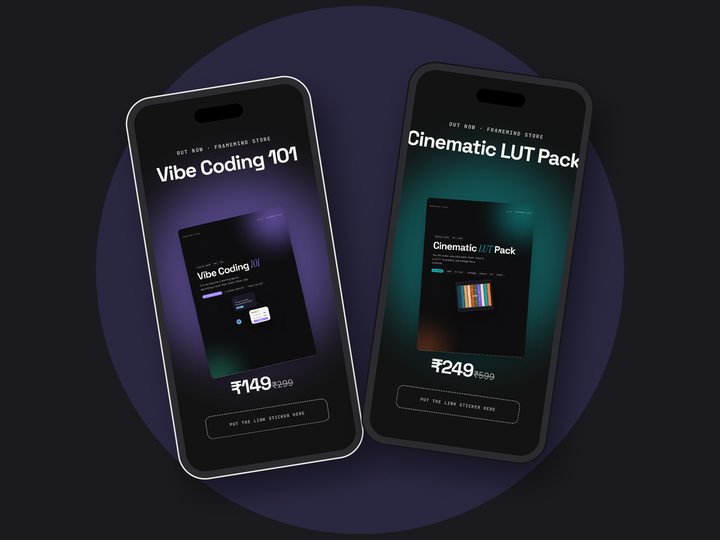 OUT NOW · FRAMEMIND STORE
Vibe Coding 101
Vibe Coding 101
₹149 ₹299
PUT THE LINK STICKER HERE
OUT NOW · FRAMEMIND STORE
Cinematic LUT Pack
Cinematic LUT Pack
₹249 ₹599
PUT THE LINK STICKER HERE